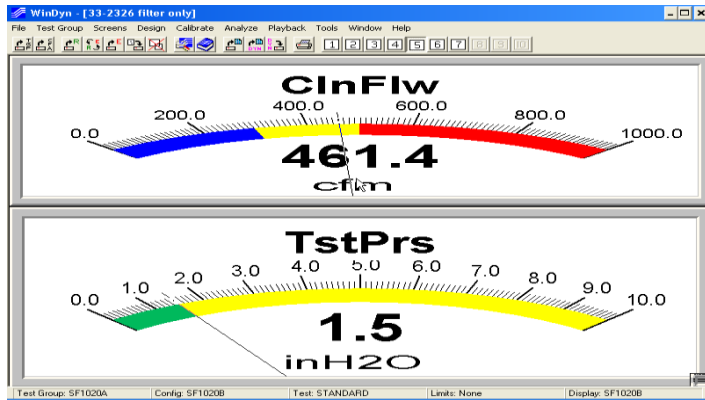 WinDyn - [33-2326 filter only]
File Test Group Screens Design Calibrate Analyze Playback Tools Window Help
1 2 3 4 5 6 7 8 9 10
ClnFlw
0.0 200.0 400.0 600.0 800.0 1000.0
461.4
cfm
TstPrs
0.0 1.0 2.0 3.0 4.0 5.0 6.0 7.0 8.0 9.0 10.0
1.5
inH2O
Test Group: SF1020A Config: SF1020B Test: STANDARD Limits: None Display: SF1020B